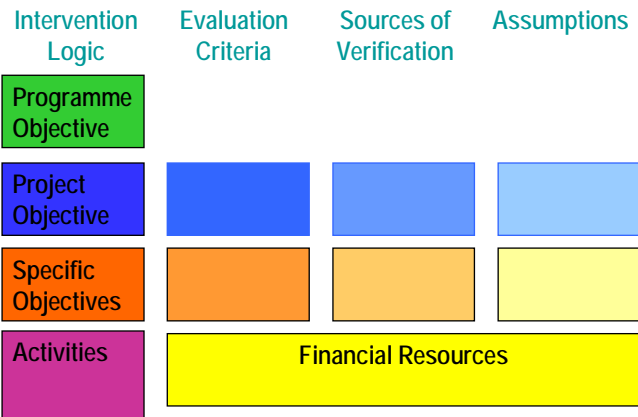 Intervention
Logic
Evaluation
Criteria
Sources of
Verification
Assumptions
Programme
Objective
Project
Objective
Specific
Objectives
Activities
Financial Resources